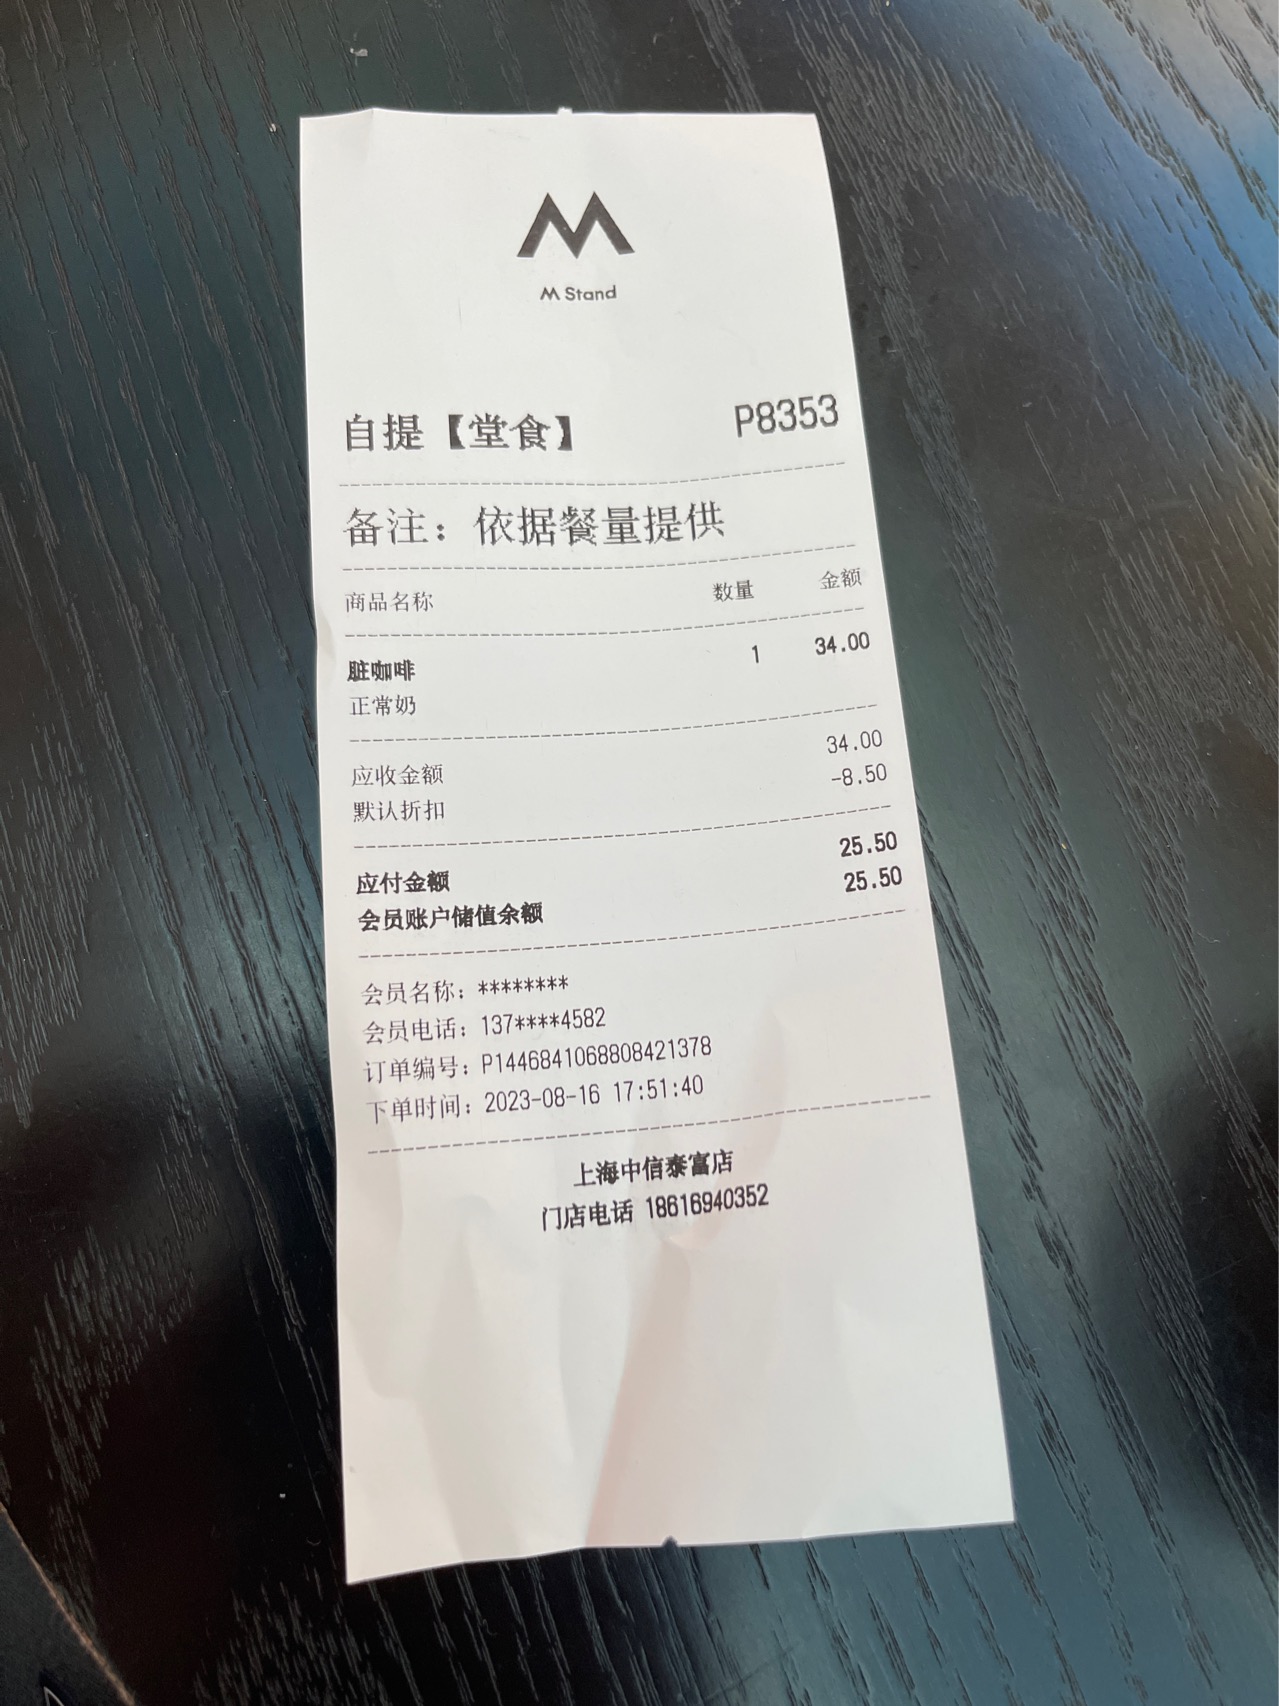 M Stand
自提【堂食】 P8353
备注：依据餐量提供
商品名称 数量 金额
脏咖啡 1 34.00
正常奶
应收金额 34.00
默认折扣 -8.50
应付金额 25.50
会员账户储值余额 25.50
会员名称：********
会员电话：137****4582
订单编号：P1446841068808421378
下单时间：2023-08-16 17:51:40
上海中信泰富店
门店电话 18616940352